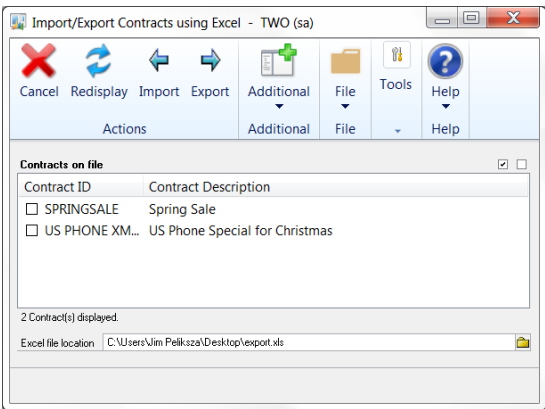 Import/Export Contracts using Excel - TWO (sa)
Cancel Redisplay Import Export Additional File Tools Help
Actions Additional File Help
Contracts on file
Contract ID Contract Description
SPRINGSALE Spring Sale
US PHONE XM... US Phone Special for Christmas
2 Contract(s) displayed.
Excel file location C:\Users\Jim Peliksza\Desktop\export.xls